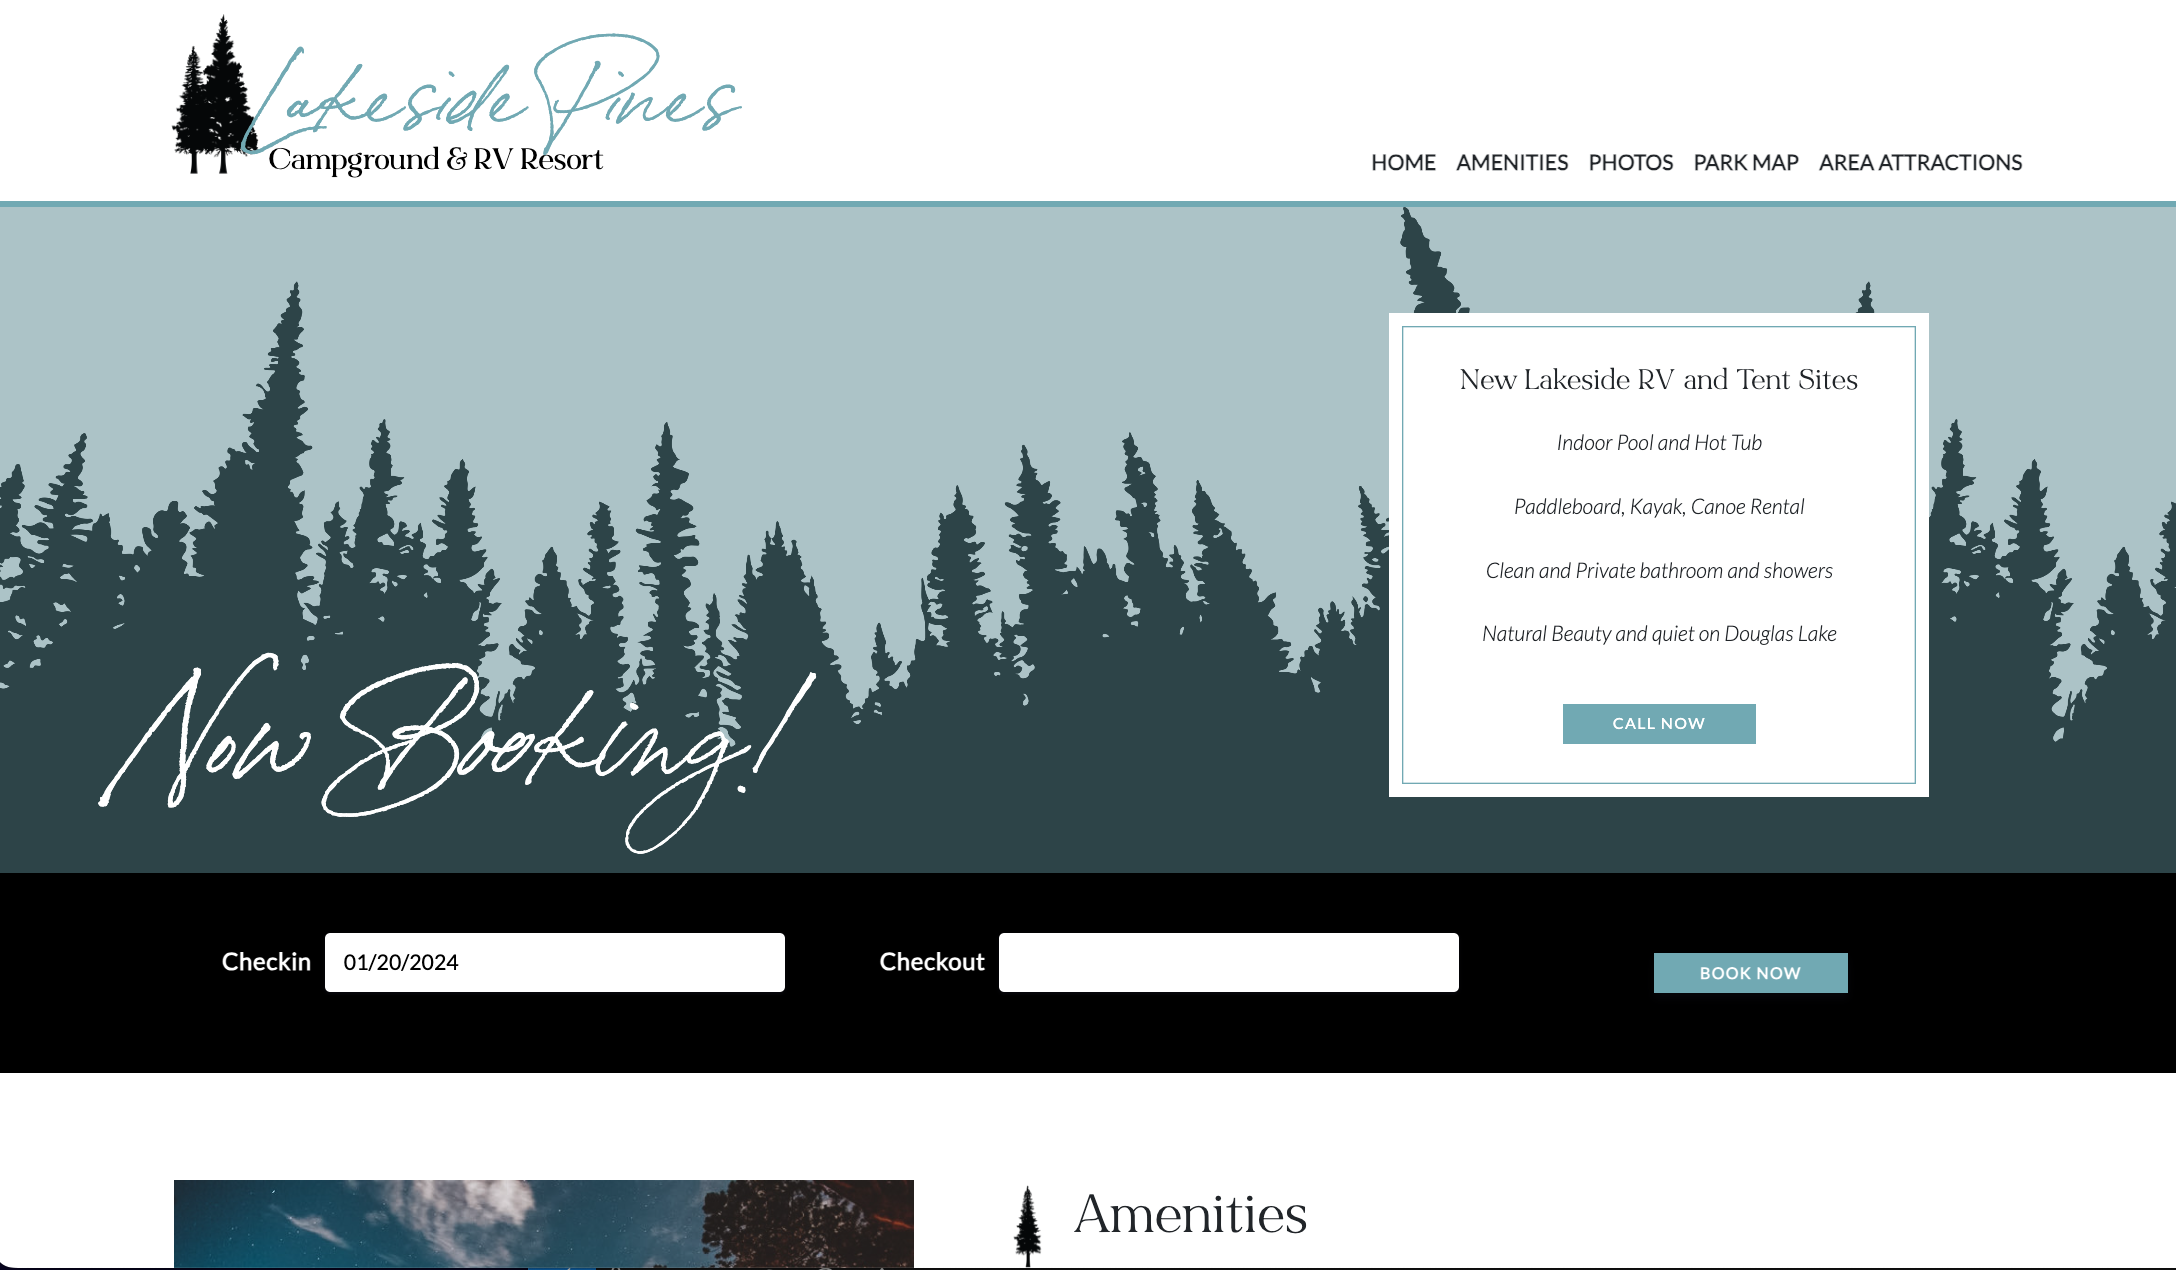 Lakeside Pines
Campground & RV Resort
HOME AMENITIES PHOTOS PARK MAP AREA ATTRACTIONS
New Lakeside RV and Tent Sites
Indoor Pool and Hot Tub
Paddleboard, Kayak, Canoe Rental
Clean and Private bathroom and showers
Natural Beauty and quiet on Douglas Lake
CALL NOW
Now Booking!
Checkin 01/20/2024 Checkout BOOK NOW
Amenities